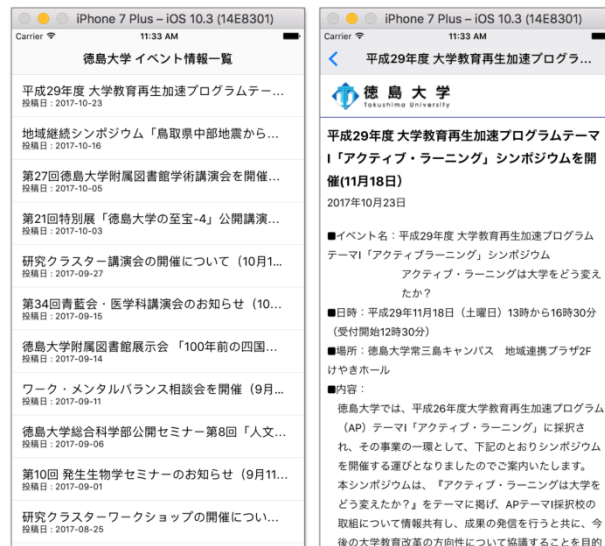 iPhone 7 Plus – iOS 10.3 (14E8301)
Carrier
11:33 AM
徳島大学 イベント情報一覧
平成29年度 大学教育再生加速プログラムテー...
投稿日：2017-10-23
地域継続シンポジウム「鳥取県中部地震から...
投稿日：2017-10-16
第27回徳島大学附属図書館学術講演会を開催...
投稿日：2017-10-05
第21回特別展「徳島大学の至宝-4」公開講演...
投稿日：2017-10-03
研究クラスター講演会の開催について（10月1...
投稿日：2017-09-27
第34回青藍会・医学科講演会のお知らせ（10...
投稿日：2017-09-15
徳島大学附属図書館展示会 「100年前の四国...
投稿日：2017-09-14
ワーク・メンタルバランス相談会を開催（9月...
投稿日：2017-09-11
徳島大学総合科学部公開セミナー第8回「人文...
投稿日：2017-09-06
第10回 発生生物学セミナーのお知らせ（9月11...
投稿日：2017-09-01
研究クラスターワークショップの開催につい...
投稿日：2017-08-25
iPhone 7 Plus – iOS 10.3 (14E8301)
Carrier
11:33 AM
平成29年度 大学教育再生加速プログラ...
徳島大学
Tokushima University
平成29年度 大学教育再生加速プログラムテーマ
I「アクティブ・ラーニング」シンポジウムを開
催(11月18日）
2017年10月23日
■イベント名：平成29年度 大学教育再生加速プログラム
テーマI「アクティブラーニング」シンポジウム
アクティブ・ラーニングは大学をどう変え
たか？
■日時：平成29年11月18日（土曜日）13時から16時30分
（受付開始12時30分）
■場所：徳島大学常三島キャンパス　地域連携プラザ2F
けやきホール
■内容：
徳島大学では、平成26年度大学教育再生加速プログラム
（AP）テーマI「アクティブ・ラーニング」に採択さ
れ、その事業の一環として、下記のとおりシンポジウム
を開催する運びとなりましたのでご案内いたします。
本シンポジウムは、『アクティブ・ラーニングは大学を
どう変えたか？』をテーマに掲げ、APテーマI採択校の
取組について情報共有し、成果の発信を行うと共に、今
後の大学教育改革の方向性について協議することを目的